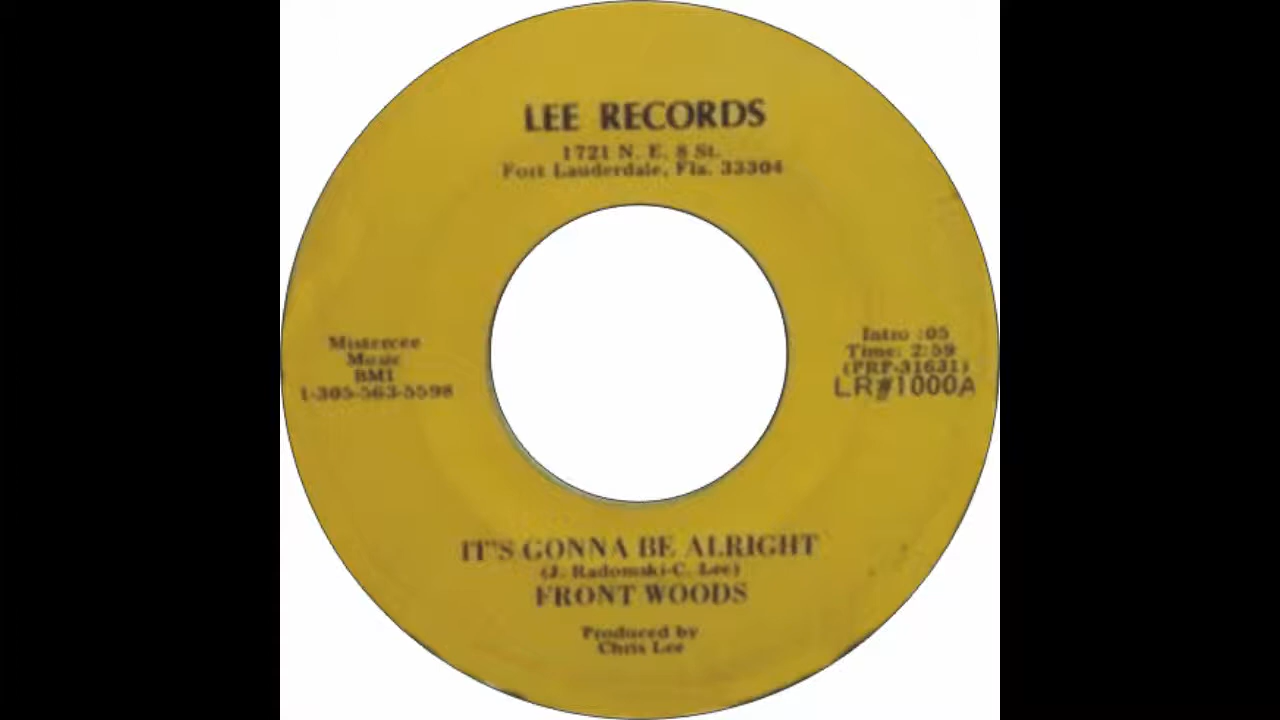 LEE RECORDS
1721 N. E. 8 St.
Fort Lauderdale, Fla. 33304
Mistercee
Music
BMI
1-305-563-5598
Intro :05
Time: 2:59
(PRP-31631)
LR#1000A
IT'S GONNA BE ALRIGHT
(J. Radomski-C. Lee)
FRONT WOODS
Produced by
Chris Lee